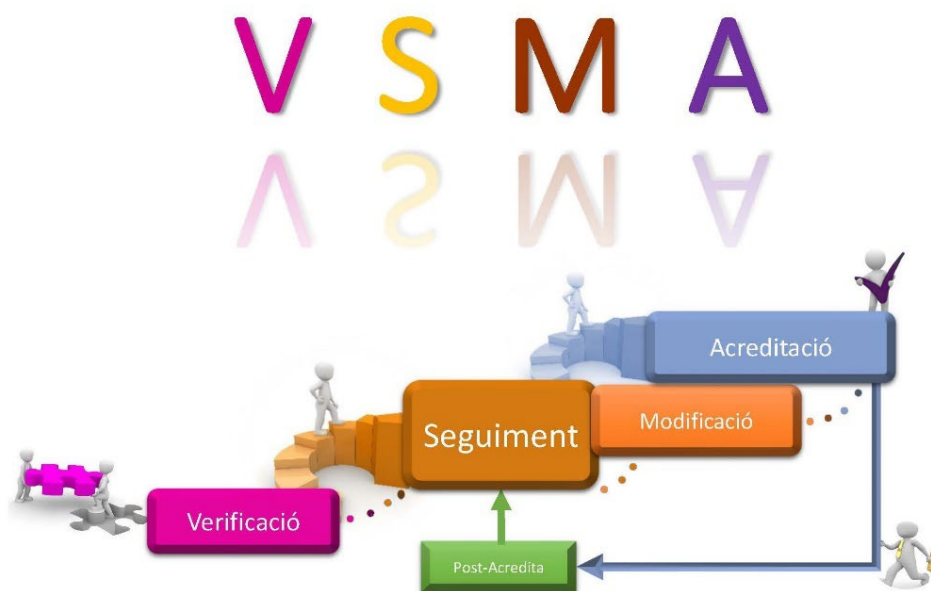 V S M A
Acreditació
Modificació
Seguiment
Verificació
Post-Acredita